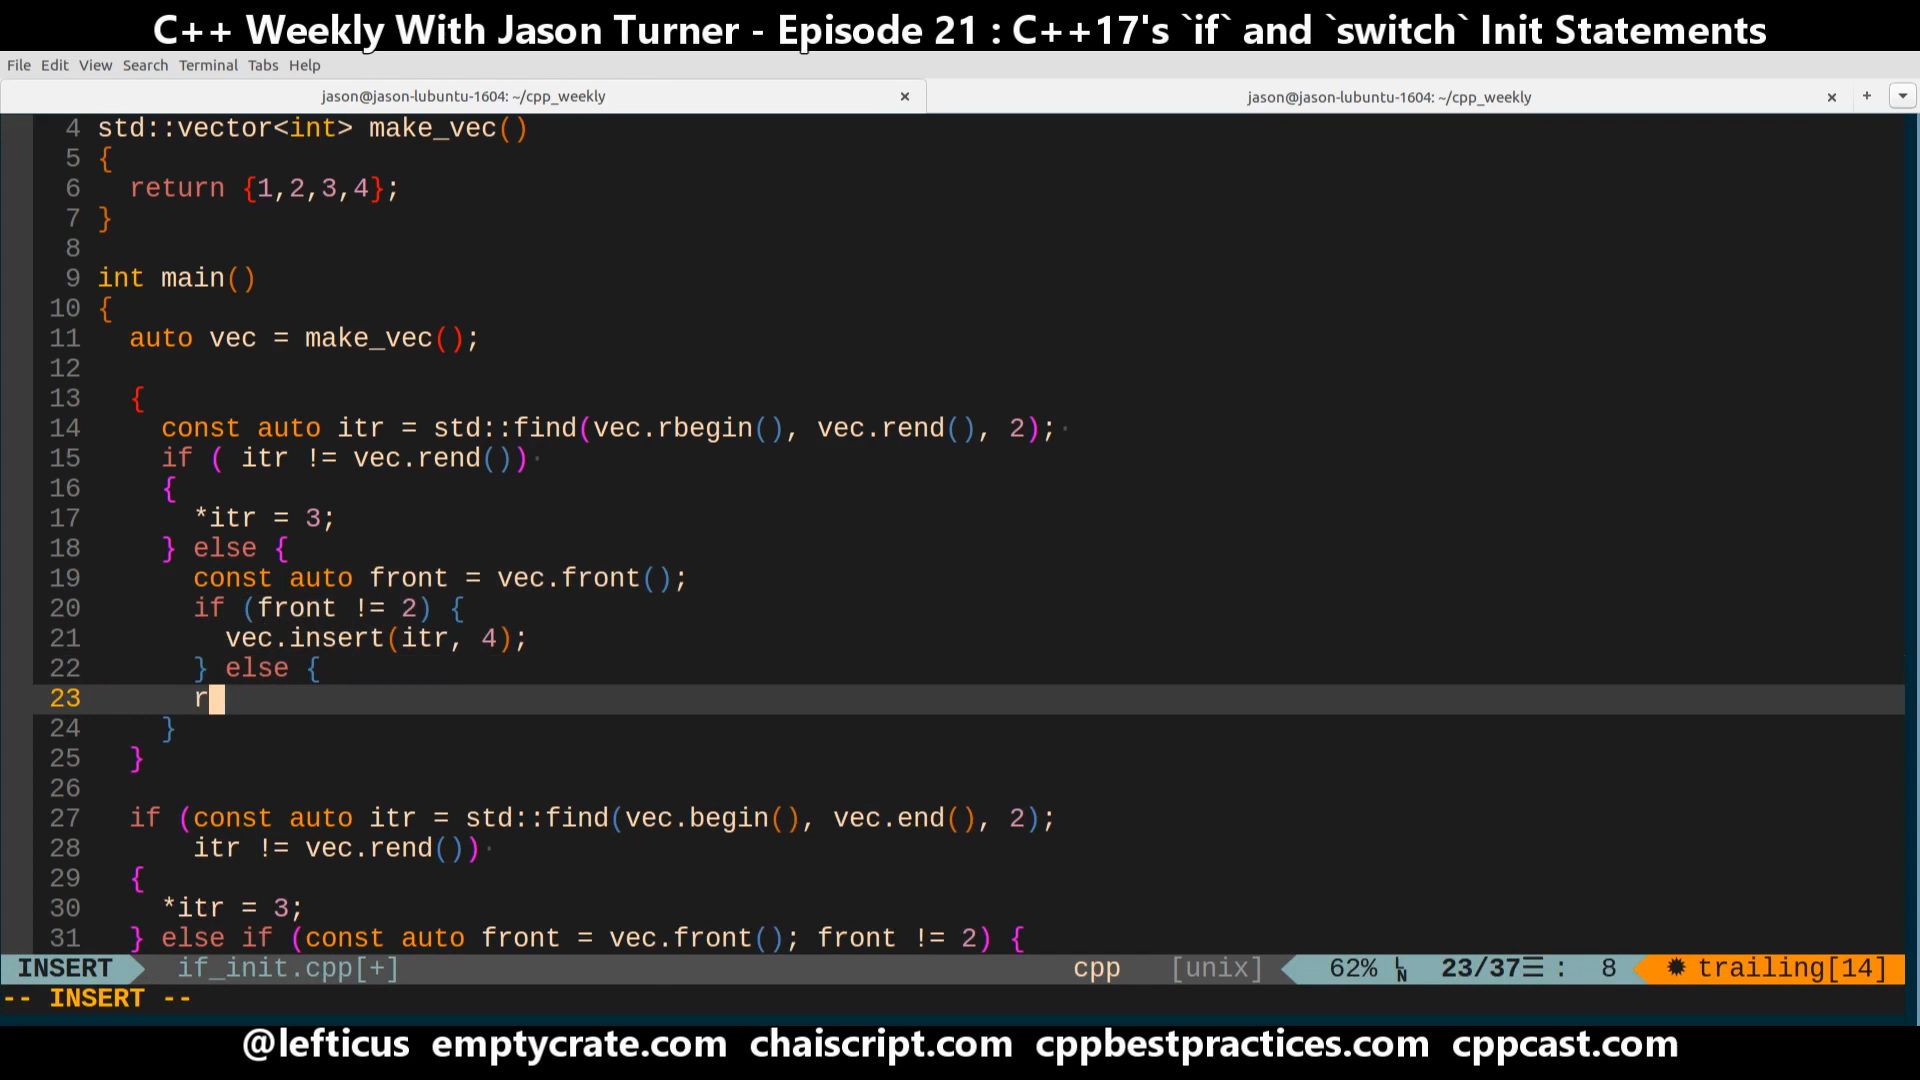 C++ Weekly With Jason Turner - Episode 21 : C++17's `if` and `switch` Init Statements
File Edit View Search Terminal Tabs Help
jason@jason-lubuntu-1604: ~/cpp_weekly × jason@jason-lubuntu-1604: ~/cpp_weekly × +
4 std::vector<int> make_vec()
5 {
6   return {1,2,3,4};
7 }
8
9 int main()
10 {
11   auto vec = make_vec();
12
13   {
14     const auto itr = std::find(vec.rbegin(), vec.rend(), 2);·
15     if ( itr != vec.rend())·
16     {
17       *itr = 3;
18     } else {
19       const auto front = vec.front();
20       if (front != 2) {
21         vec.insert(itr, 4);
22       } else {
23       r
24     }
25   }
26
27   if (const auto itr = std::find(vec.begin(), vec.end(), 2);
28       itr != vec.rend())·
29   {
30     *itr = 3;
31   } else if (const auto front = vec.front(); front != 2) {
INSERT if_init.cpp[+] cpp [unix] 62% LN 23/37☰ : 8 ✹ trailing[14]
-- INSERT --
@lefticus emptycrate.com chaiscript.com cppbestpractices.com cppcast.com